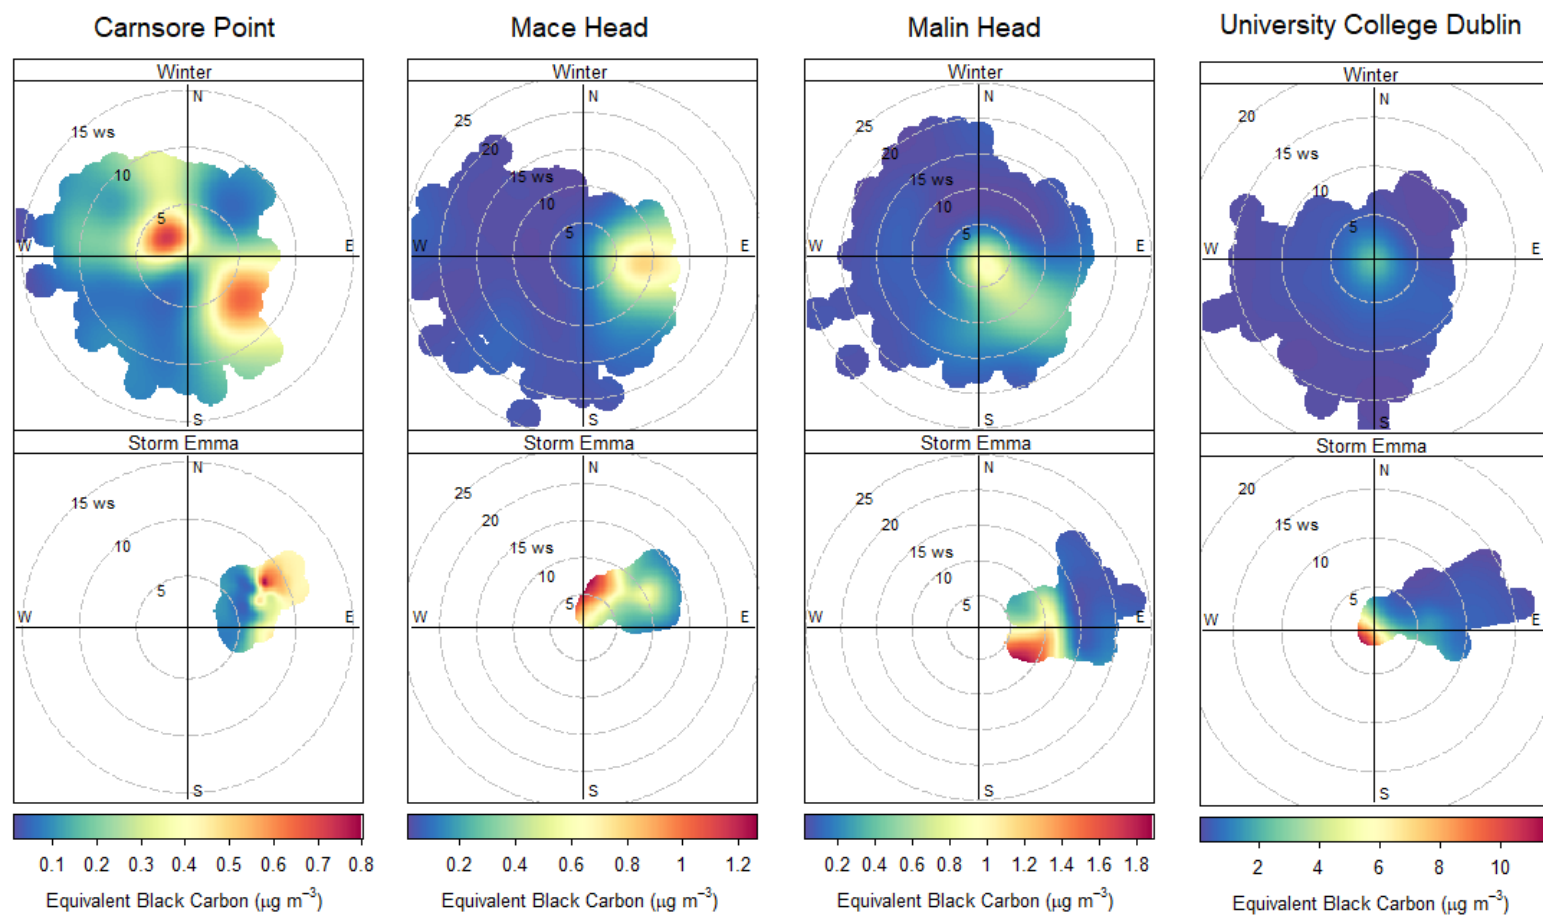 Carnsore Point
Mace Head
Malin Head
University College Dublin
Winter
N
15 ws
10
5
W
E
S
Winter
N
25
20
15 ws
10
5
W
E
S
Winter
N
25
20
15 ws
10
5
W
E
S
Winter
N
20
15 ws
10
5
W
E
S
Storm Emma
N
15 ws
10
5
W
E
S
Storm Emma
N
25
20
15 ws
10
5
W
E
S
Storm Emma
N
25
20
15 ws
10
5
W
E
S
Storm Emma
N
20
15 ws
10
5
W
E
S
0.1 0.2 0.3 0.4 0.5 0.6 0.7 0.8
Equivalent Black Carbon (μg m⁻³)
0.2 0.4 0.6 0.8 1 1.2
Equivalent Black Carbon (μg m⁻³)
0.2 0.4 0.6 0.8 1 1.2 1.4 1.6 1.8
Equivalent Black Carbon (μg m⁻³)
2 4 6 8 10
Equivalent Black Carbon (μg m⁻³)